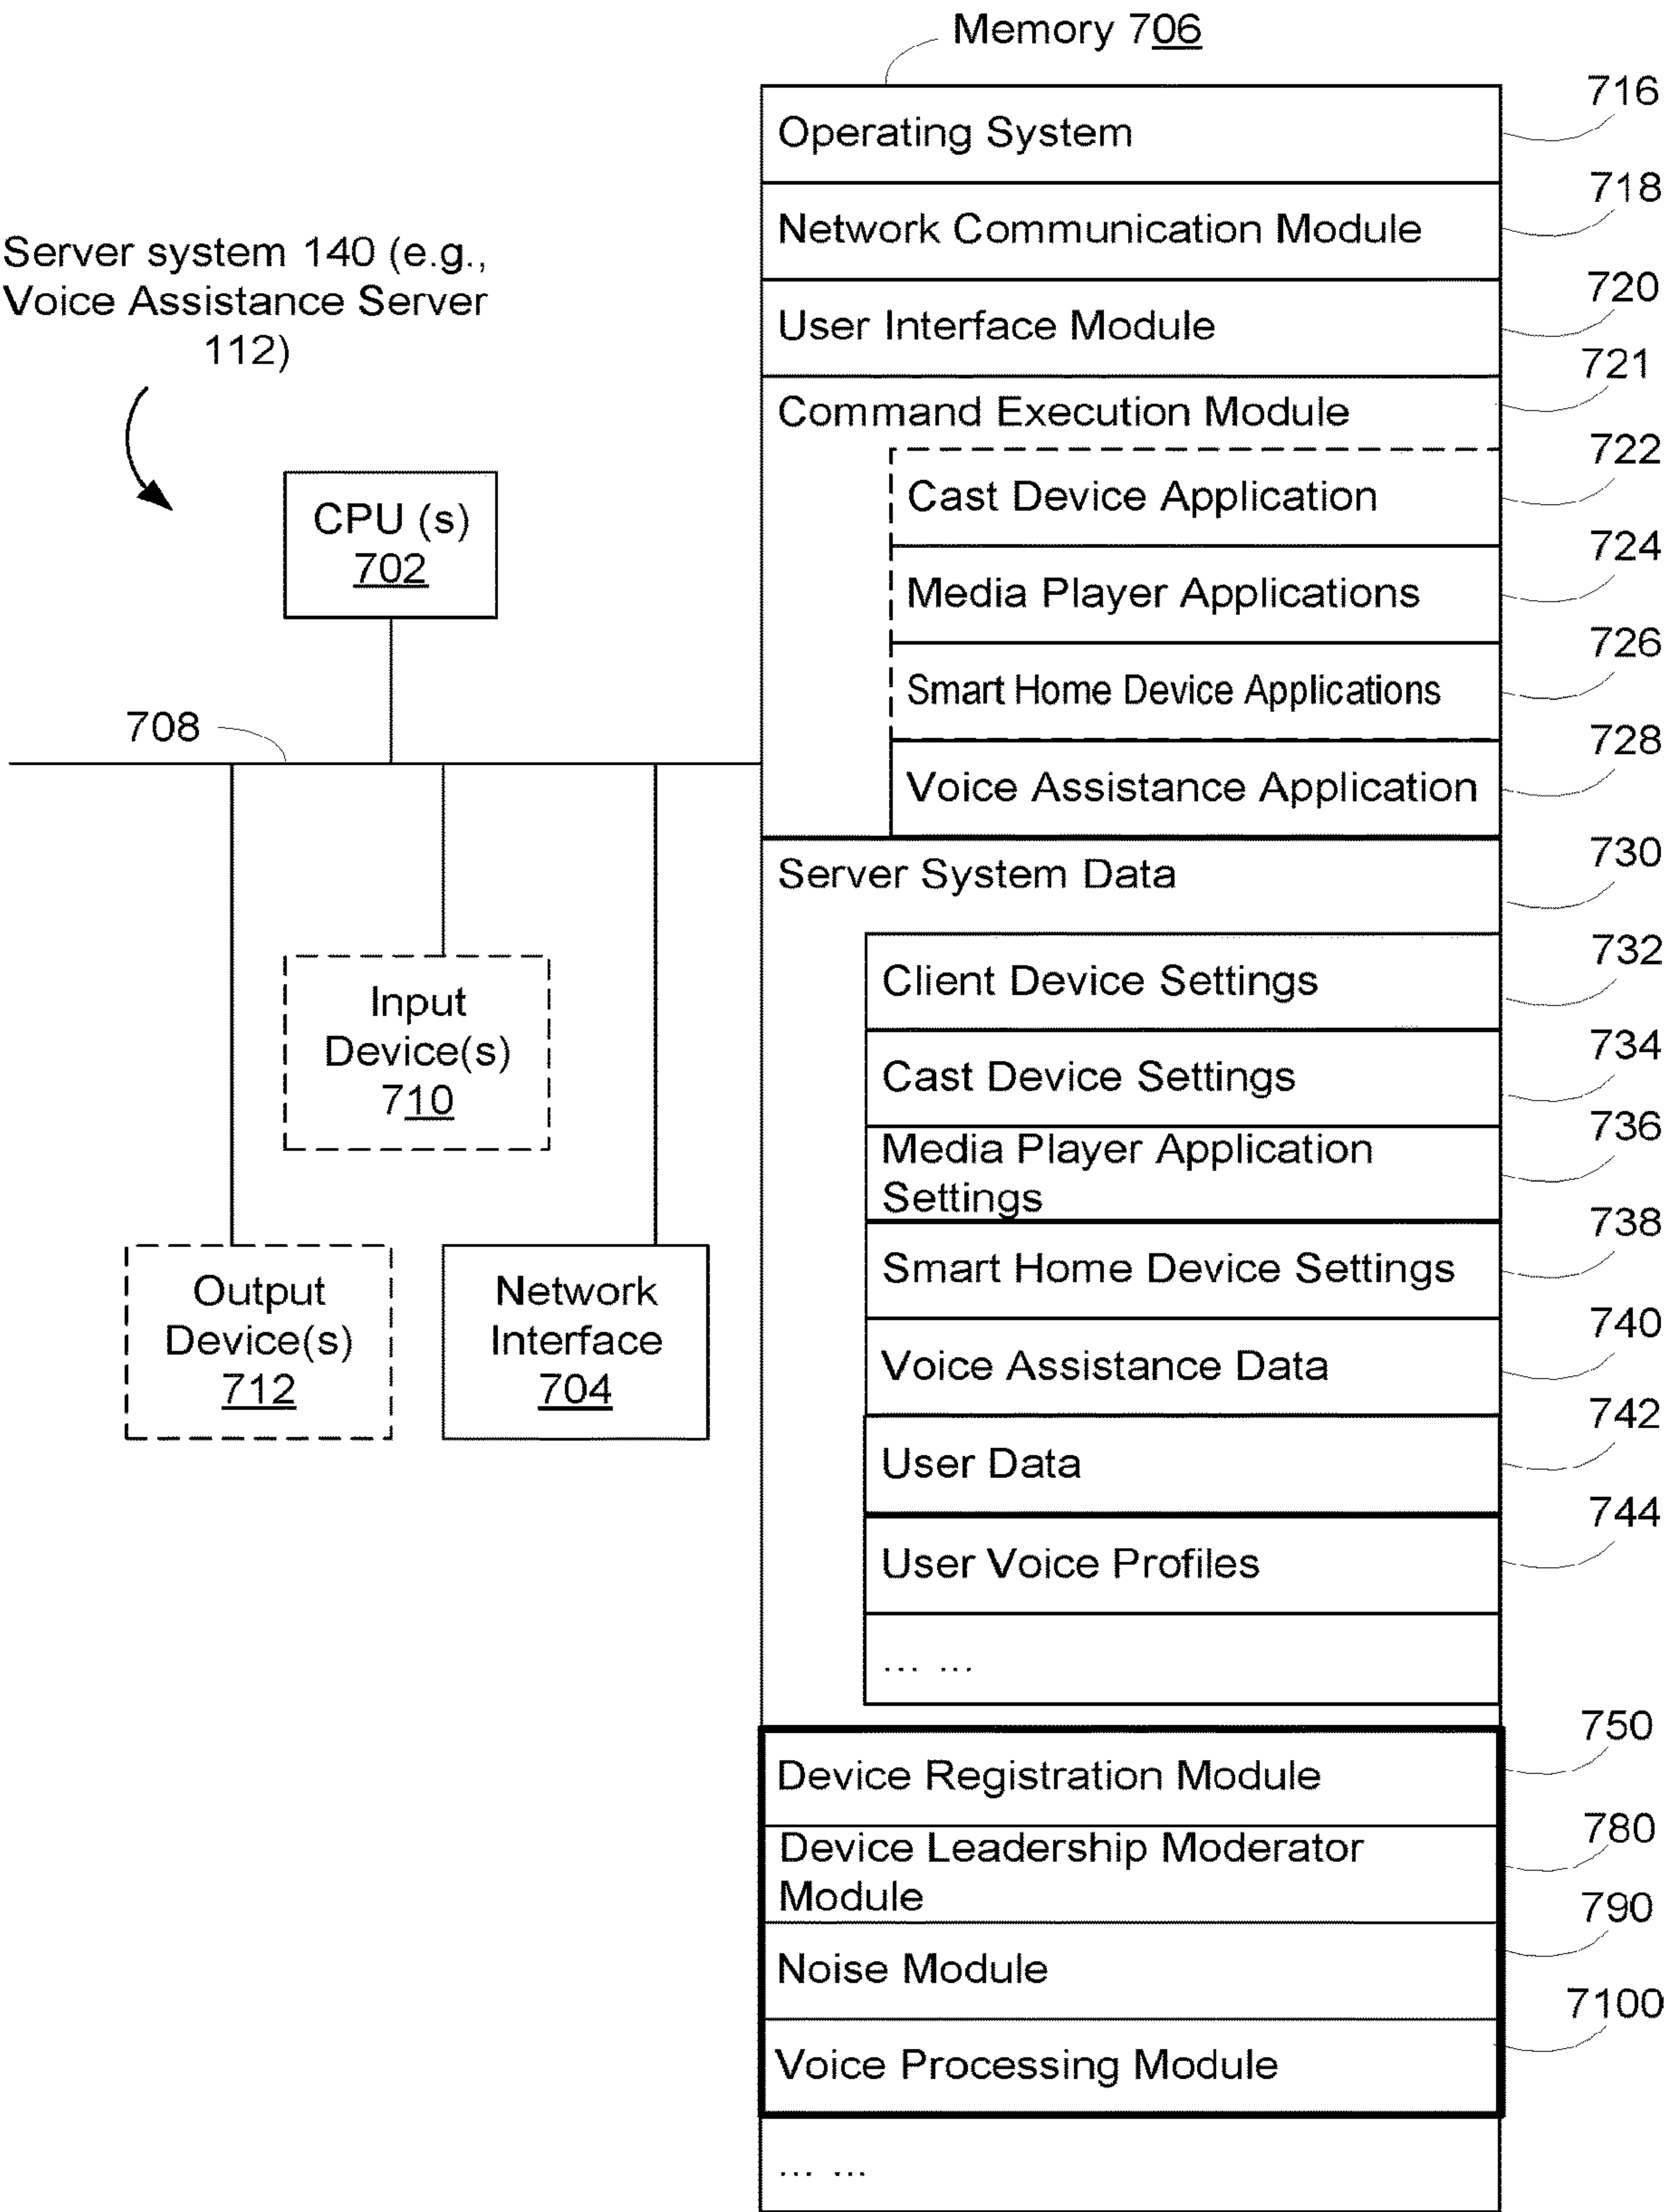 Memory 706
Server system 140 (e.g.,
Voice Assistance Server
112)
CPU (s)
702
708
Input
Device(s)
710
Output
Device(s)
712
Network
Interface
704
Operating System
716
Network Communication Module
718
User Interface Module
720
Command Execution Module
721
Cast Device Application
722
Media Player Applications
724
Smart Home Device Applications
726
Voice Assistance Application
728
Server System Data
730
Client Device Settings
732
Cast Device Settings
734
Media Player Application
Settings
736
Smart Home Device Settings
738
Voice Assistance Data
740
User Data
742
User Voice Profiles
744
... ...
Device Registration Module
750
Device Leadership Moderator
Module
780
Noise Module
790
Voice Processing Module
7100
... ...